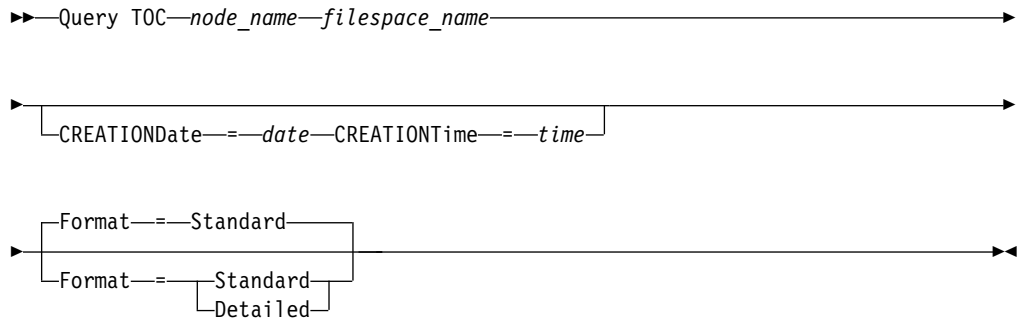 Query TOC node_name filespace_name
CREATIONDate = date CREATIONTime = time
Format = Standard
Format = Standard
Detailed